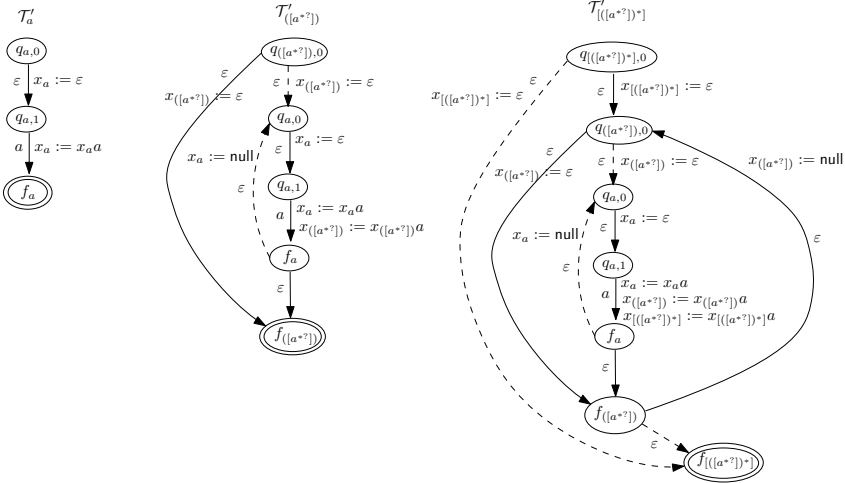 𝒯′_a
q_{a,0}
ε x_a := ε
q_{a,1}
a x_a := x_a a
f_a
𝒯′_{([a^{*?}])}
q_{([a^{*?}]),0}
ε
x_{([a^{*?}])} := ε
ε x_{([a^{*?}])} := ε
q_{a,0}
x_a := null
ε x_a := ε
ε
q_{a,1}
a x_a := x_a a
x_{([a^{*?}])} := x_{([a^{*?}])} a
f_a
ε
f_{([a^{*?}])}
𝒯′_{[([a^{*?}])^*]}
q_{[([a^{*?}])^*],0}
ε
x_{[([a^{*?}])^*]} := ε
ε x_{[([a^{*?}])^*]} := ε
q_{([a^{*?}]),0}
ε
x_{([a^{*?}])} := ε
ε x_{([a^{*?}])} := ε
x_{([a^{*?}])} := null
q_{a,0}
x_a := null
ε x_a := ε
ε
ε
q_{a,1}
a x_a := x_a a
x_{([a^{*?}])} := x_{([a^{*?}])} a
x_{[([a^{*?}])^*]} := x_{[([a^{*?}])^*]} a
f_a
ε
f_{([a^{*?}])}
ε
f_{[([a^{*?}])^*]}